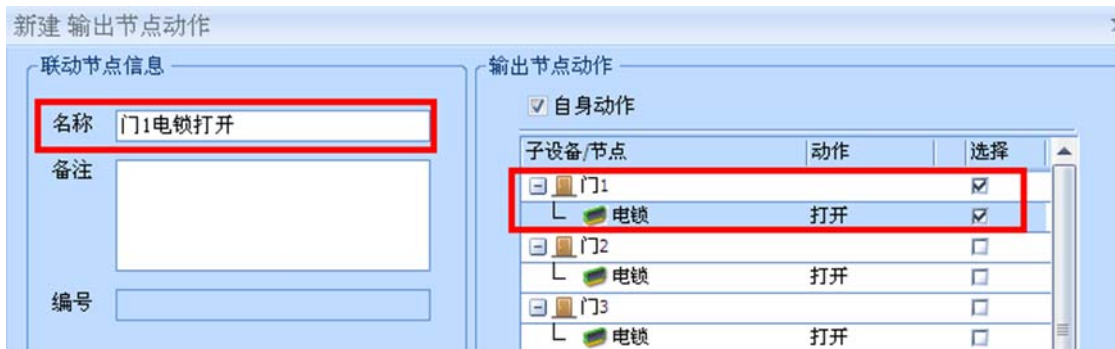 新建 输出节点动作
联动节点信息
名称 门1电锁打开
备注
编号
输出节点动作
自身动作
子设备/节点 动作 选择
门1
电锁 打开
门2
电锁 打开
门3
电锁 打开